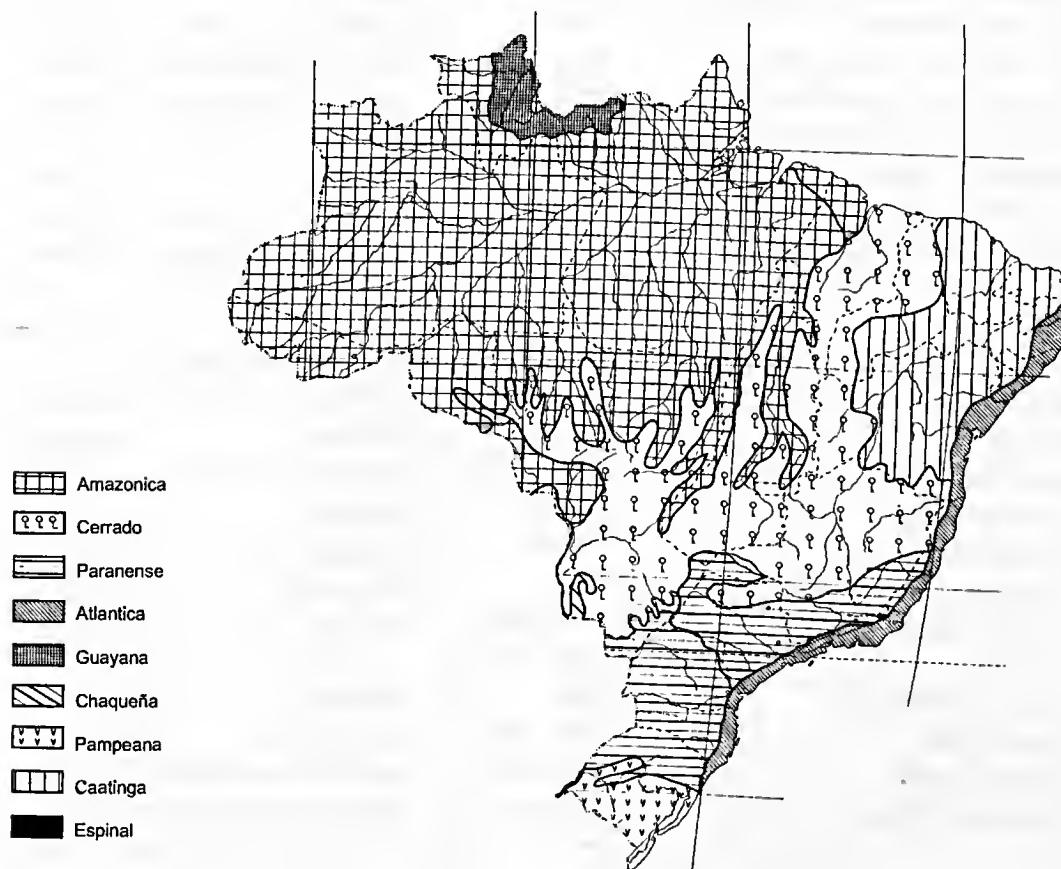 Amazonica
Cerrado
Paranense
Atlantica
Guayana
Chaqueña
Pampeana
Caatinga
Espinal